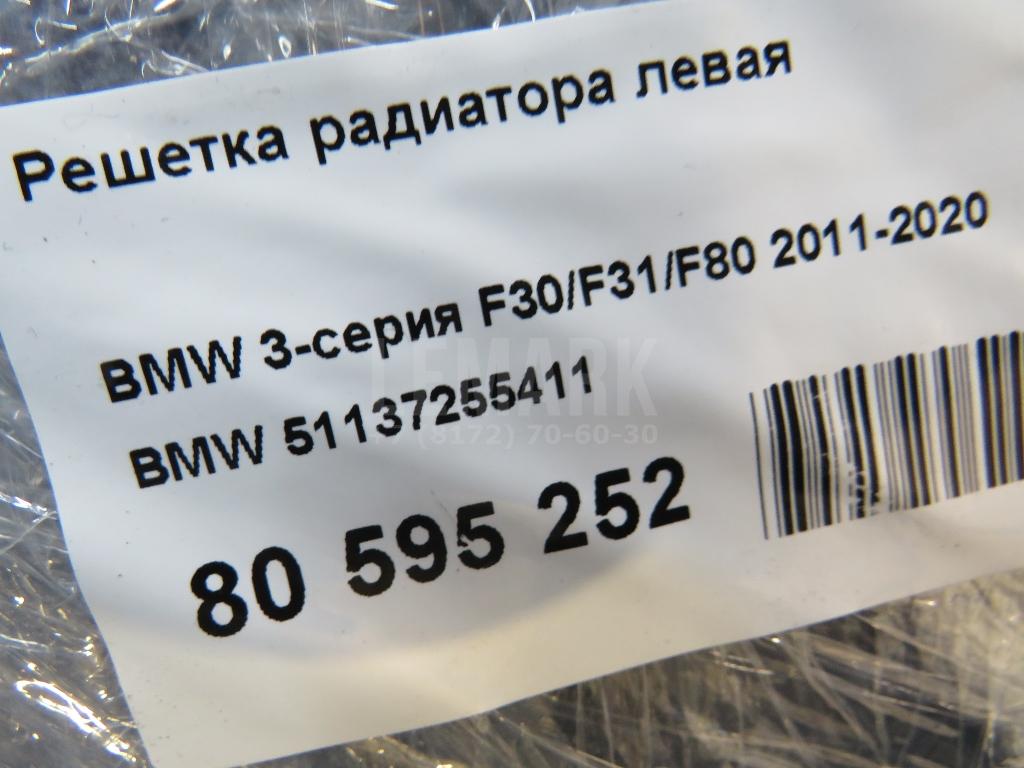 Решетка радиатора левая
BMW 3-серия F30/F31/F80 2011-2020
BMW 51137255411
80 595 252
LEMARK
(8172) 70-60-30